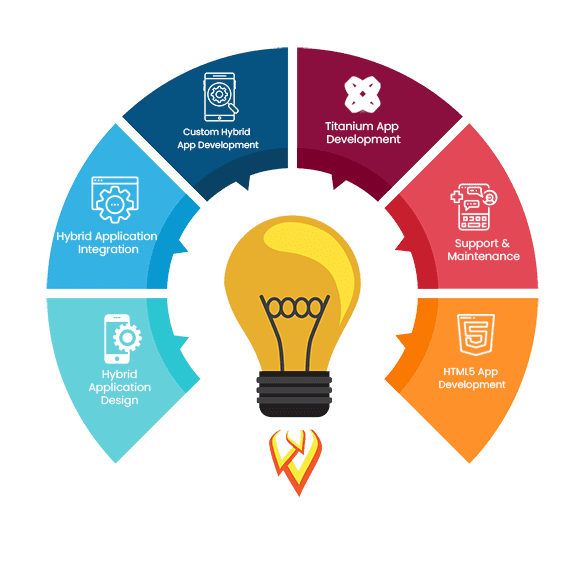 Custom Hybrid
App Development
Titanium App
Development
Hybrid Application
Integration
Support &
Maintenance
Hybrid
Application
Design
HTML5 App
Development